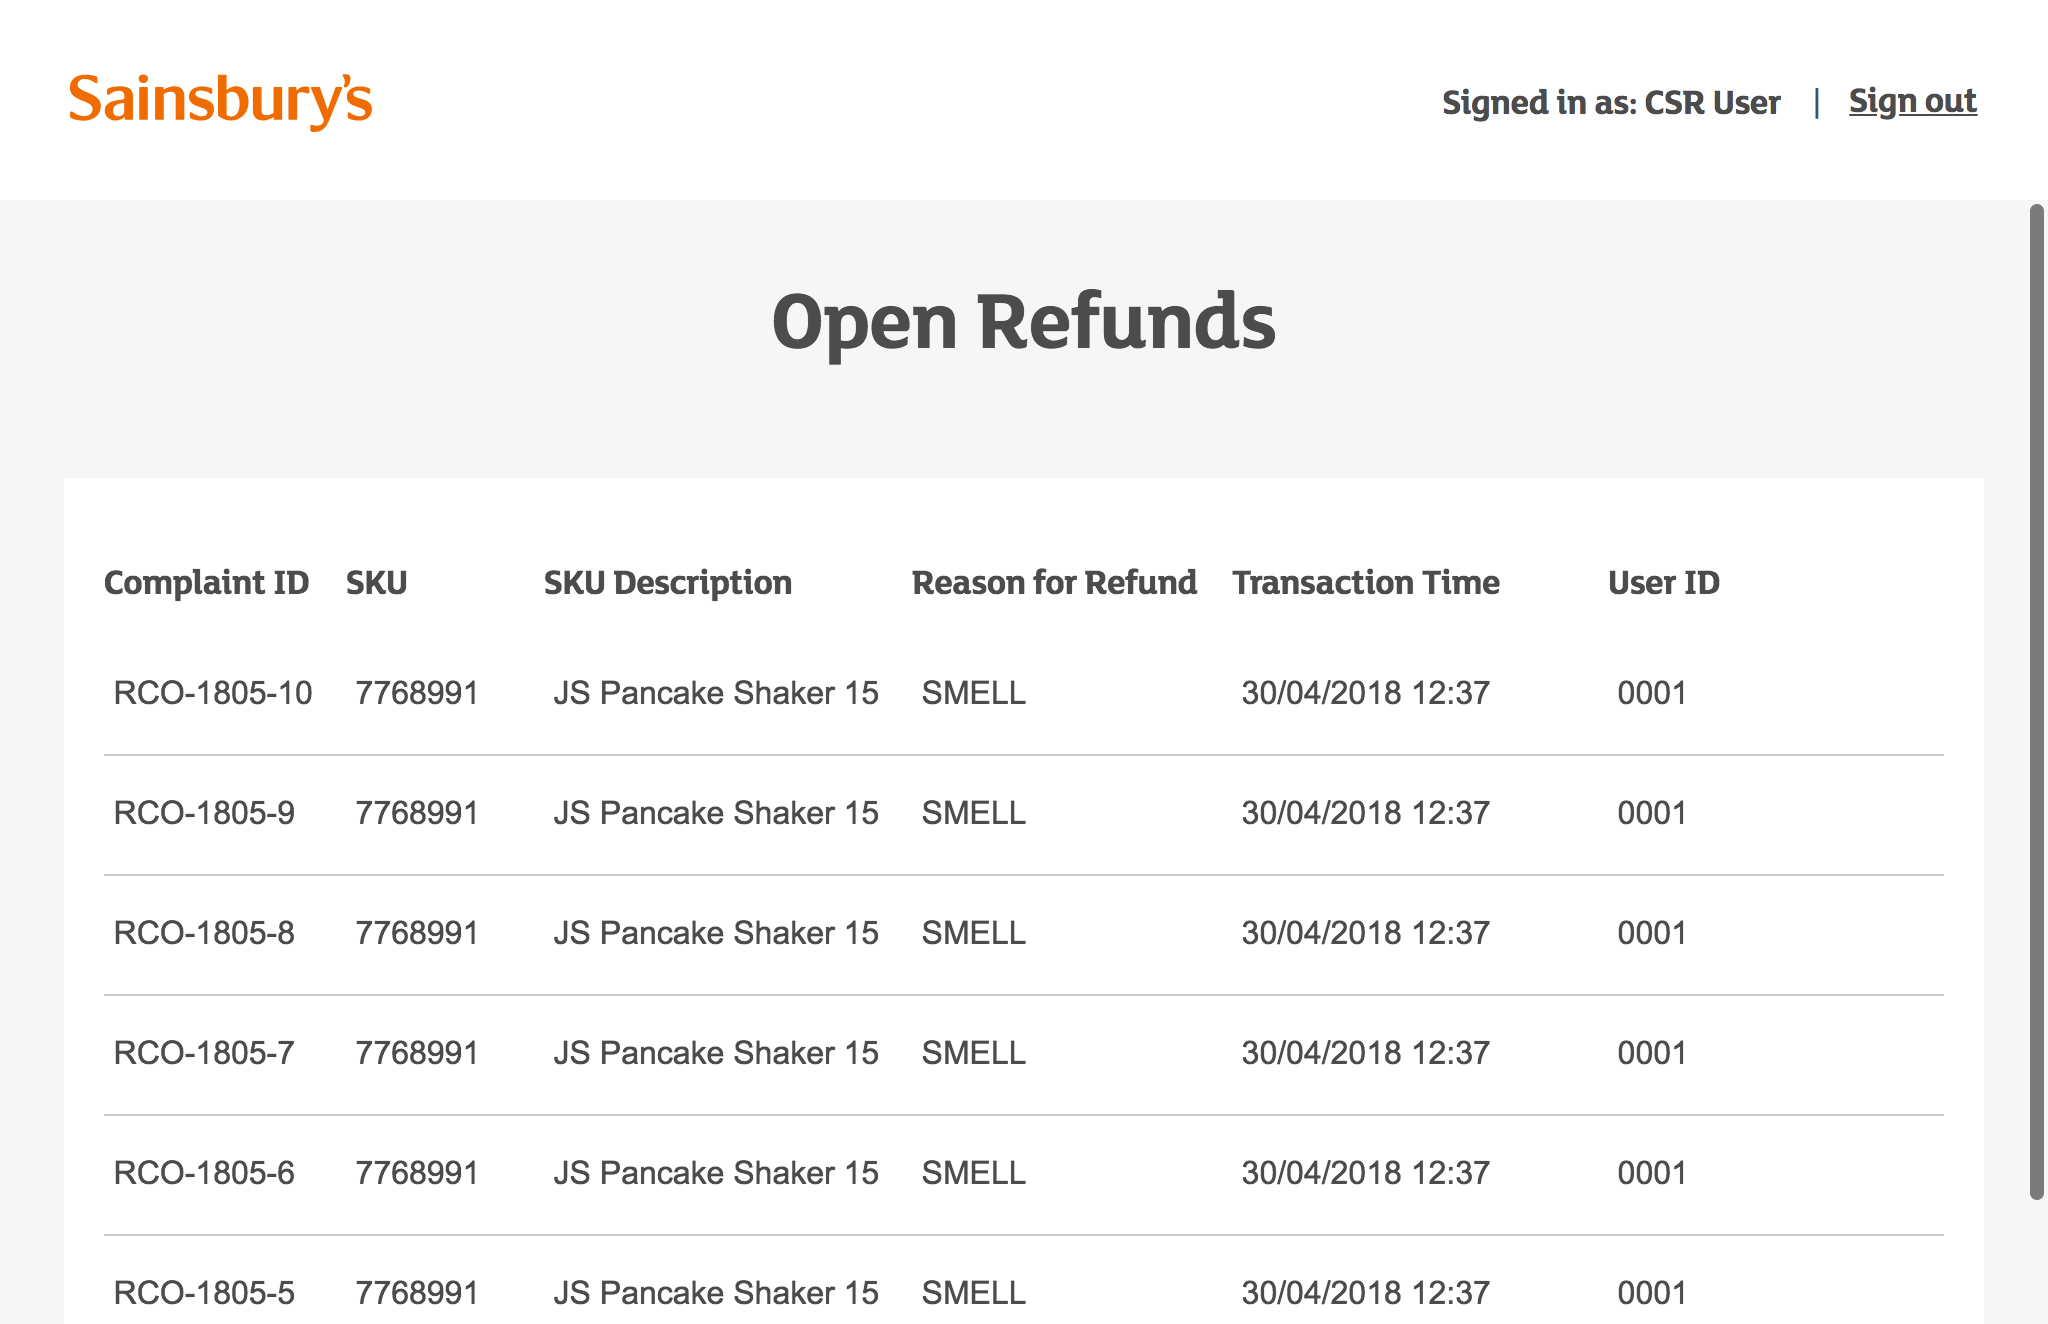 Sainsbury's
Signed in as: CSR User | Sign out
Open Refunds
Complaint ID SKU SKU Description Reason for Refund Transaction Time User ID
RCO-1805-10 7768991 JS Pancake Shaker 15 SMELL 30/04/2018 12:37 0001
RCO-1805-9 7768991 JS Pancake Shaker 15 SMELL 30/04/2018 12:37 0001
RCO-1805-8 7768991 JS Pancake Shaker 15 SMELL 30/04/2018 12:37 0001
RCO-1805-7 7768991 JS Pancake Shaker 15 SMELL 30/04/2018 12:37 0001
RCO-1805-6 7768991 JS Pancake Shaker 15 SMELL 30/04/2018 12:37 0001
RCO-1805-5 7768991 JS Pancake Shaker 15 SMELL 30/04/2018 12:37 0001